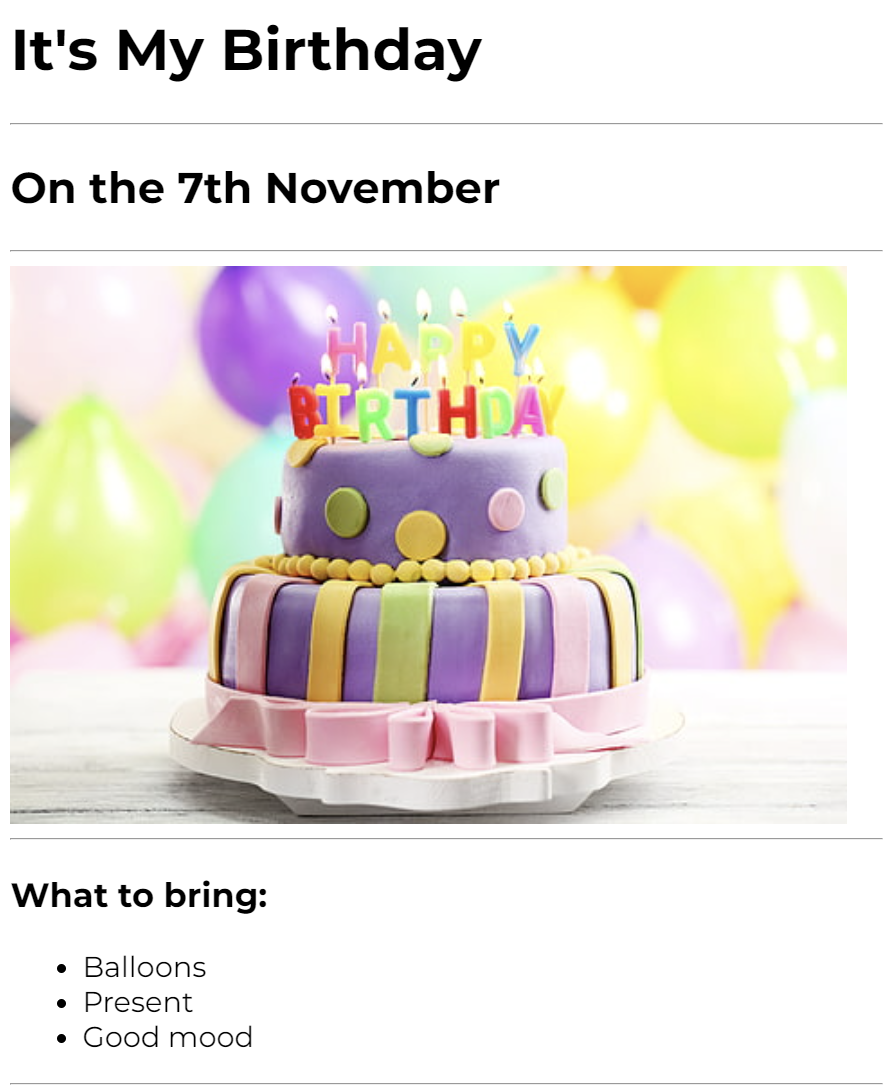 It's My Birthday
On the 7th November
HAPPY
BIRTHDAY
What to bring:
Balloons
Present
Good mood